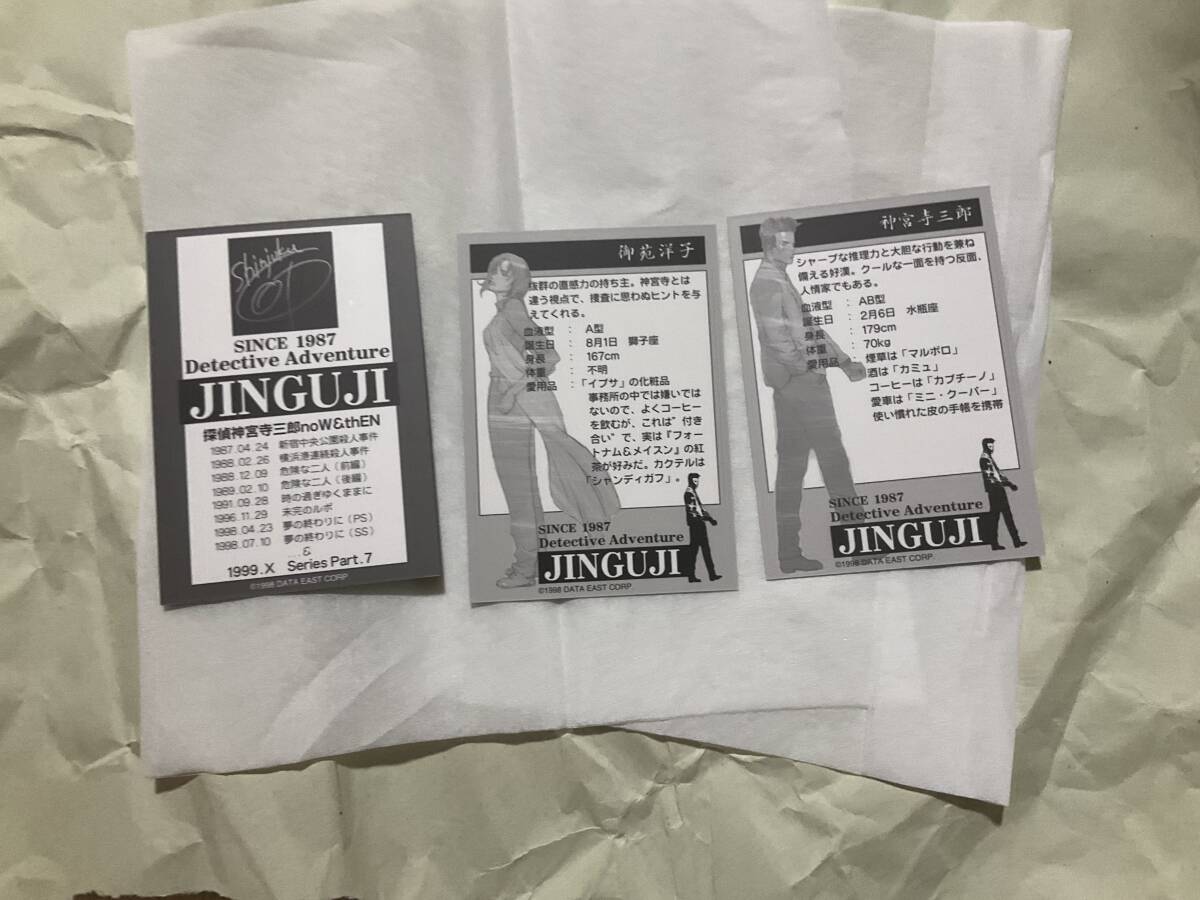 Shinjuku
SINCE 1987
Detective Adventure
JINGUJI
探偵神宮寺三郎noW&thEN
1987.04.24 新宿中央公園殺人事件
1988.02.26 横浜港連続殺人事件
1988.12.09 危険な二人（前編）
1989.02.10 危険な二人（後編）
1991.09.28 時の過ぎゆくままに
1996.11.29 未完のルポ
1998.04.23 夢の終わりに（PS）
1998.07.10 夢の終わりに（SS）
...&
1999.X Series Part.7
©1998 DATA EAST CORP.
御苑洋子
抜群の直感力の持ち主。神宮寺とは
違う視点で、捜査に思わぬヒントを与
えてくれる。
血液型 ： A型
誕生日 ： 8月1日 獅子座
身長 ： 167cm
体重 ： 不明
愛用品 ：「イプサ」の化粧品
事務所の中では嫌いでは
ないので、よくコーヒー
を飲むが、これは"付き
合い"で、実は『フォー
トナム&メイスン』の紅
茶が好みだ。カクテルは
「シャンディガフ」。
SINCE 1987
Detective Adventure
JINGUJI
©1998 DATA EAST CORP.
神宮寺三郎
シャープな推理力と大胆な行動を兼ね
備える好漢。クールな一面を持つ反面、
人情家でもある。
血液型 ： AB型
誕生日 ： 2月6日 水瓶座
身長 ： 179cm
体重 ： 70kg
愛用品 ： 煙草は「マルボロ」
酒は「カミュ」
コーヒーは「カプチーノ」
愛車は「ミニ・クーパー」
使い慣れた皮の手帳を携帯
SINCE 1987
Detective Adventure
JINGUJI
©1998 DATA EAST CORP.